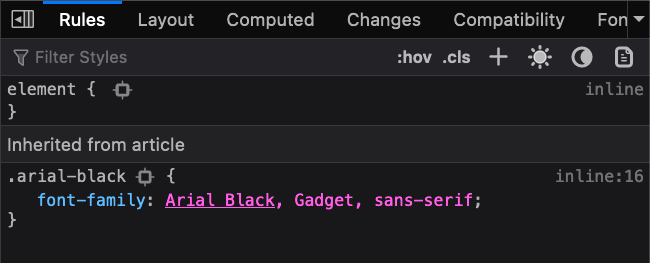 Rules Layout Computed Changes Compatibility Fon
Filter Styles :hov .cls
element { inline
}
Inherited from article
.arial-black { inline:16
font-family: Arial Black, Gadget, sans-serif;
}